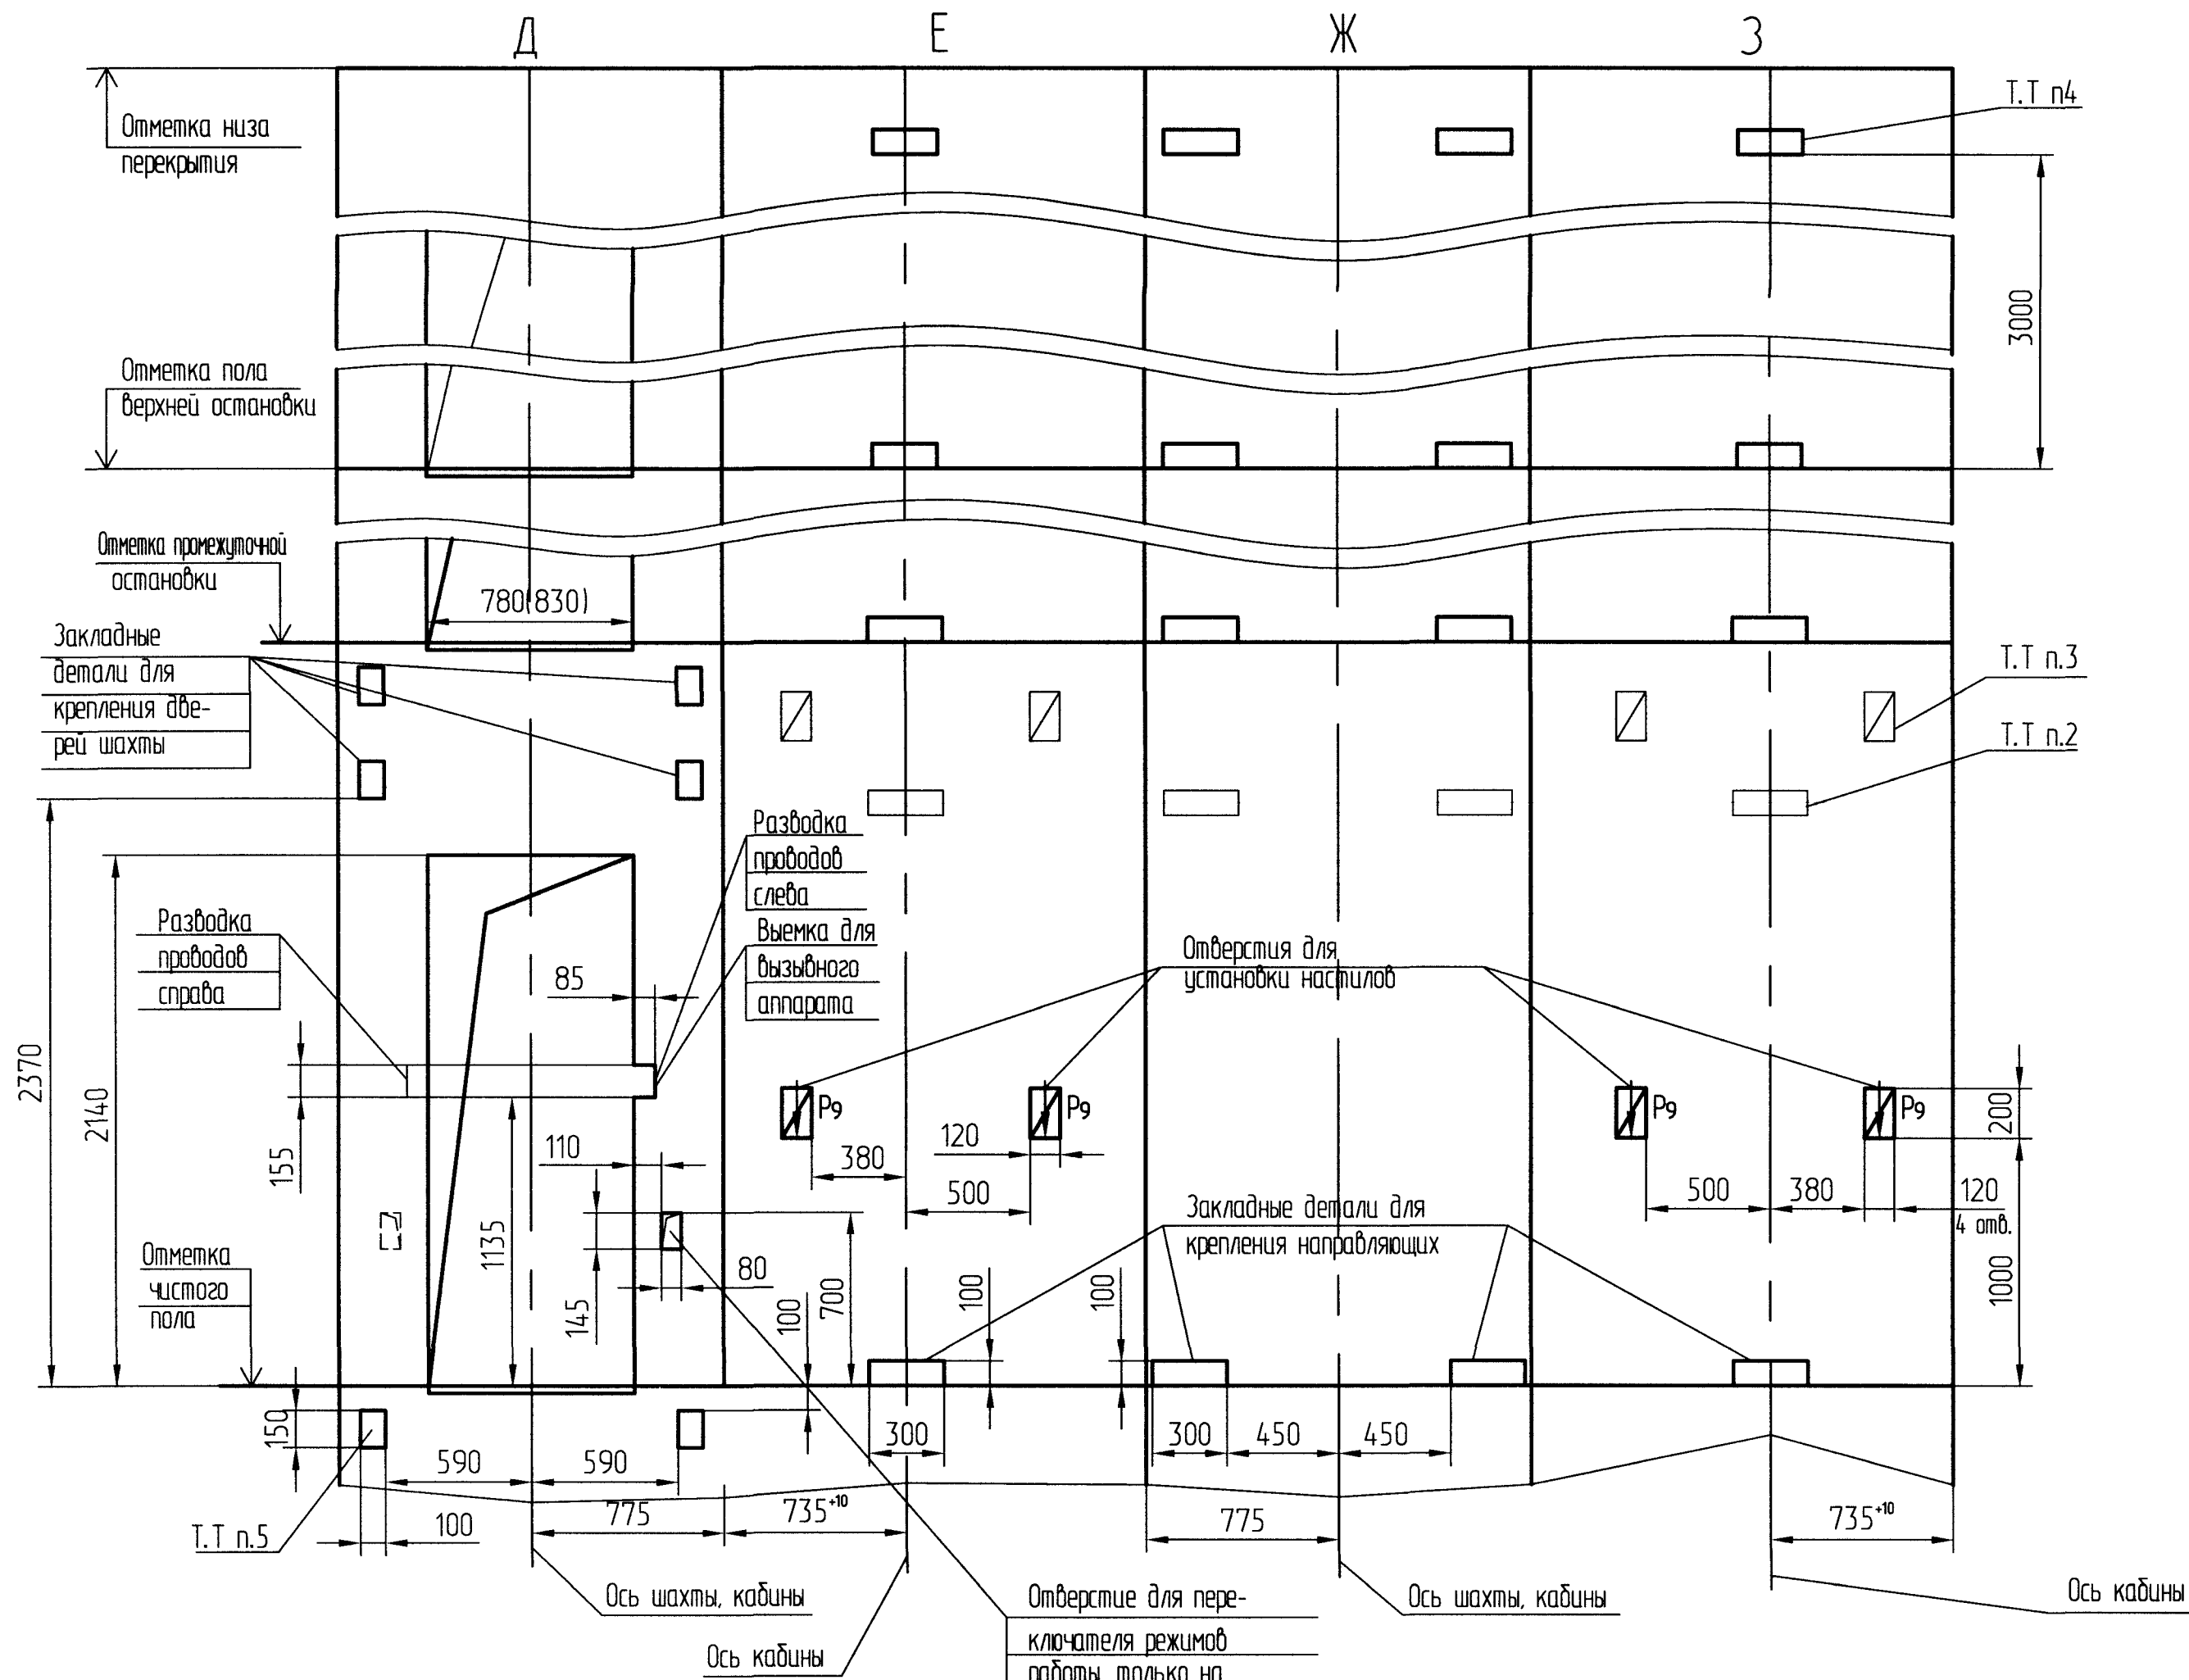 Д
Е
Ж
З
Т.Т п4
Отметка низа
перекрытия
3000
Отметка пола
верхней остановки
Отметка промежуточной
остановки
780(830)
Закладные
детали для
крепления две-
рей шахты
Т.Т п.3
Т.Т п.2
Разводка
проводов
слева
Выемка для
вызывного
аппарата
Разводка
проводов
справа
85
Отверстия для
установки настилов
2370
2140
155
1135
110
Р9
Р9
Р9
Р9
200
380
120
500
500
380
120
4 отв.
1000
145
80
700
100
100
100
Закладные детали для
крепления направляющих
Отметка
чистого
пола
150
590
590
300
300
450
450
100
775
735+10
775
735+10
Т.Т п.5
Ось шахты, кабины
Ось кабины
Отверстие для пере-
ключателя режимов
работы, только на
Ось шахты, кабины
Ось кабины